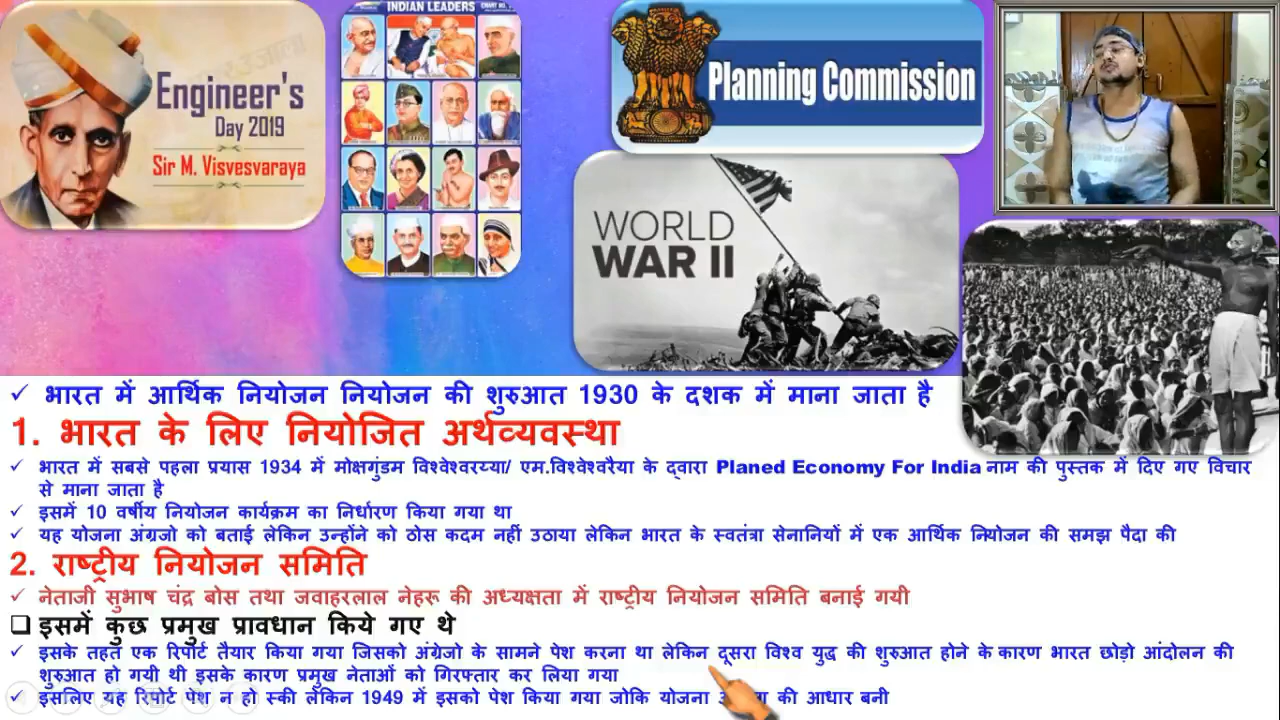 Engineer's
Day 2019
Sir M. Visvesvaraya
INDIAN LEADERS
Planning Commission
WORLD
WAR II
भारत में आर्थिक नियोजन नियोजन की शुरुआत 1930 के दशक में माना जाता है
1. भारत के लिए नियोजित अर्थव्यवस्था
भारत में सबसे पहला प्रयास 1934 में मोक्षगुंडम विश्वेश्वरय्या/ एम.विश्वेश्वरैया के द्वारा Planed Economy For India नाम की पुस्तक में दिए गए विचार
से माना जाता है
इसमें 10 वर्षीय नियोजन कार्यक्रम का निर्धारण किया गया था
यह योजना अंग्रजो को बताई लेकिन उन्होंने को ठोस कदम नहीं उठाया लेकिन भारत के स्वतंत्रा सेनानियों में एक आर्थिक नियोजन की समझ पैदा की
2. राष्ट्रीय नियोजन समिति
नेताजी सुभाष चंद्र बोस तथा जवाहरलाल नेहरू की अध्यक्षता में राष्ट्रीय नियोजन समिति बनाई गयी
इसमें कुछ प्रमुख प्रावधान किये गए थे
इसके तहत एक रिपोर्ट तैयार किया गया जिसको अंग्रेजो के सामने पेश करना था लेकिन दूसरा विश्व युद्ध की शुरुआत होने के कारण भारत छोड़ो आंदोलन की
शुरुआत हो गयी थी इसके कारण प्रमुख नेताओं को गिरफ्तार कर लिया गया
इसलिए यह रिपोर्ट पेश न हो स्की लेकिन 1949 में इसको पेश किया गया जोकि योजना की आधार बनी